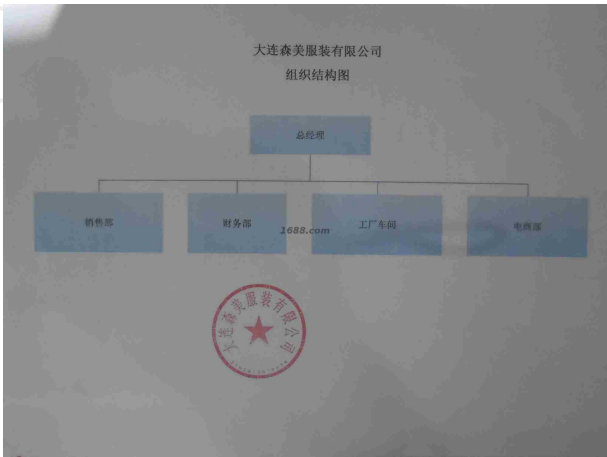 大连森美服装有限公司
组织结构图
总经理
销售部
财务部
工厂车间
电商部
1688.com
大连森美服装有限公司